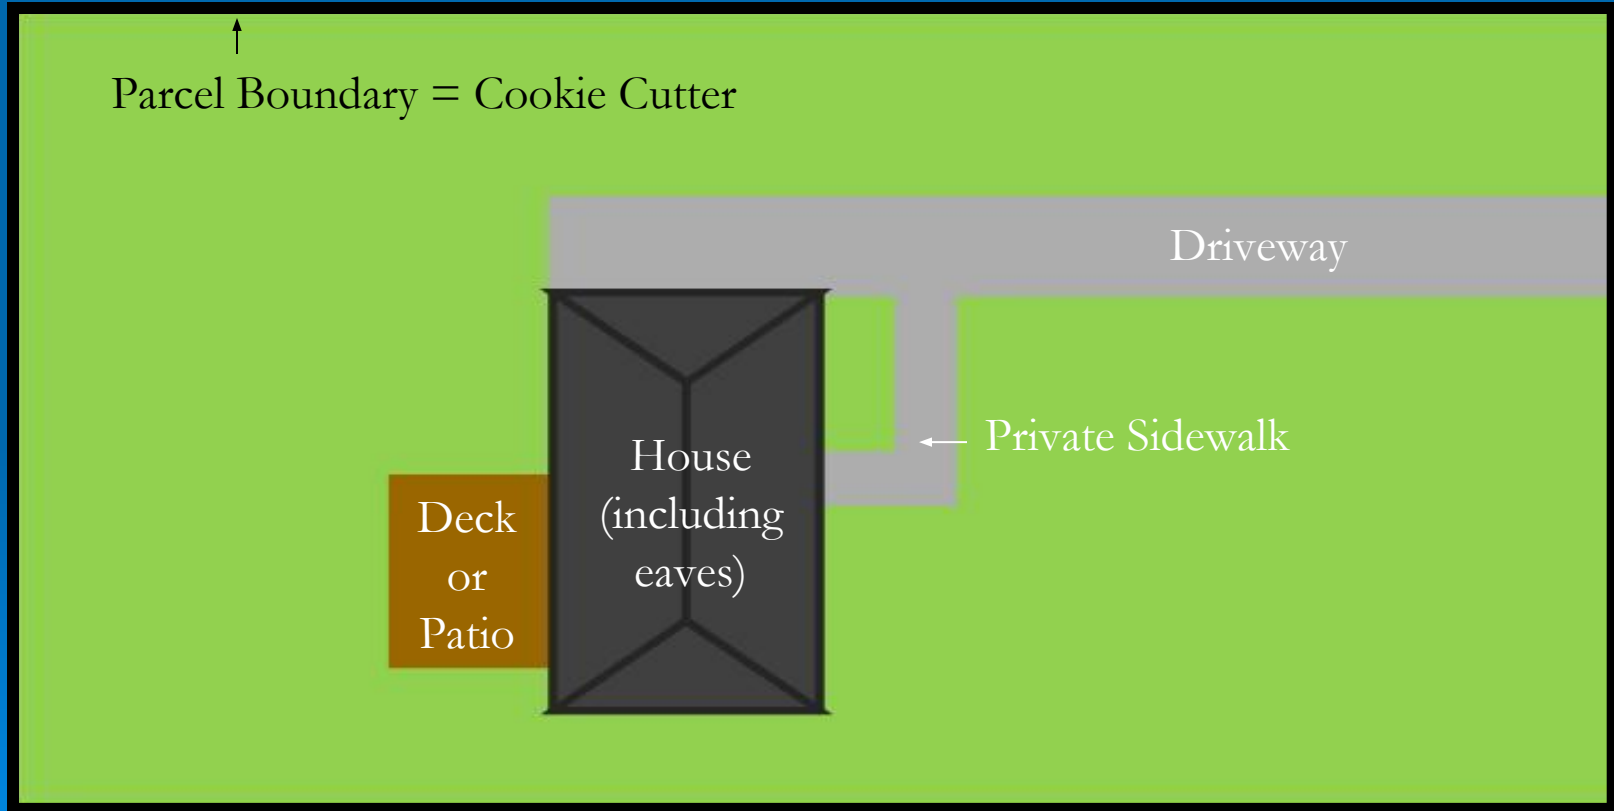 Parcel Boundary = Cookie Cutter
Driveway
Private Sidewalk
House
(including
eaves)
Deck
or
Patio